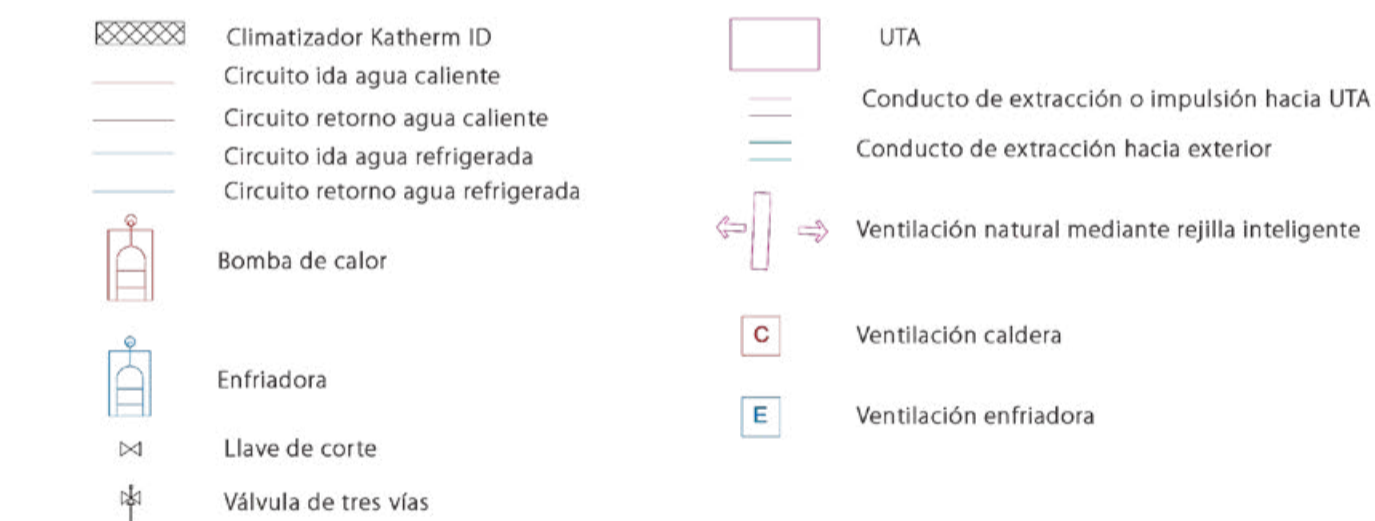 Climatizador Katherm ID
Circuito ida agua caliente
Circuito retorno agua caliente
Circuito ida agua refrigerada
Circuito retorno agua refrigerada
Bomba de calor
Enfriadora
Llave de corte
Válvula de tres vías
UTA
Conducto de extracción o impulsión hacia UTA
Conducto de extracción hacia exterior
Ventilación natural mediante rejilla inteligente
C Ventilación caldera
E Ventilación enfriadora